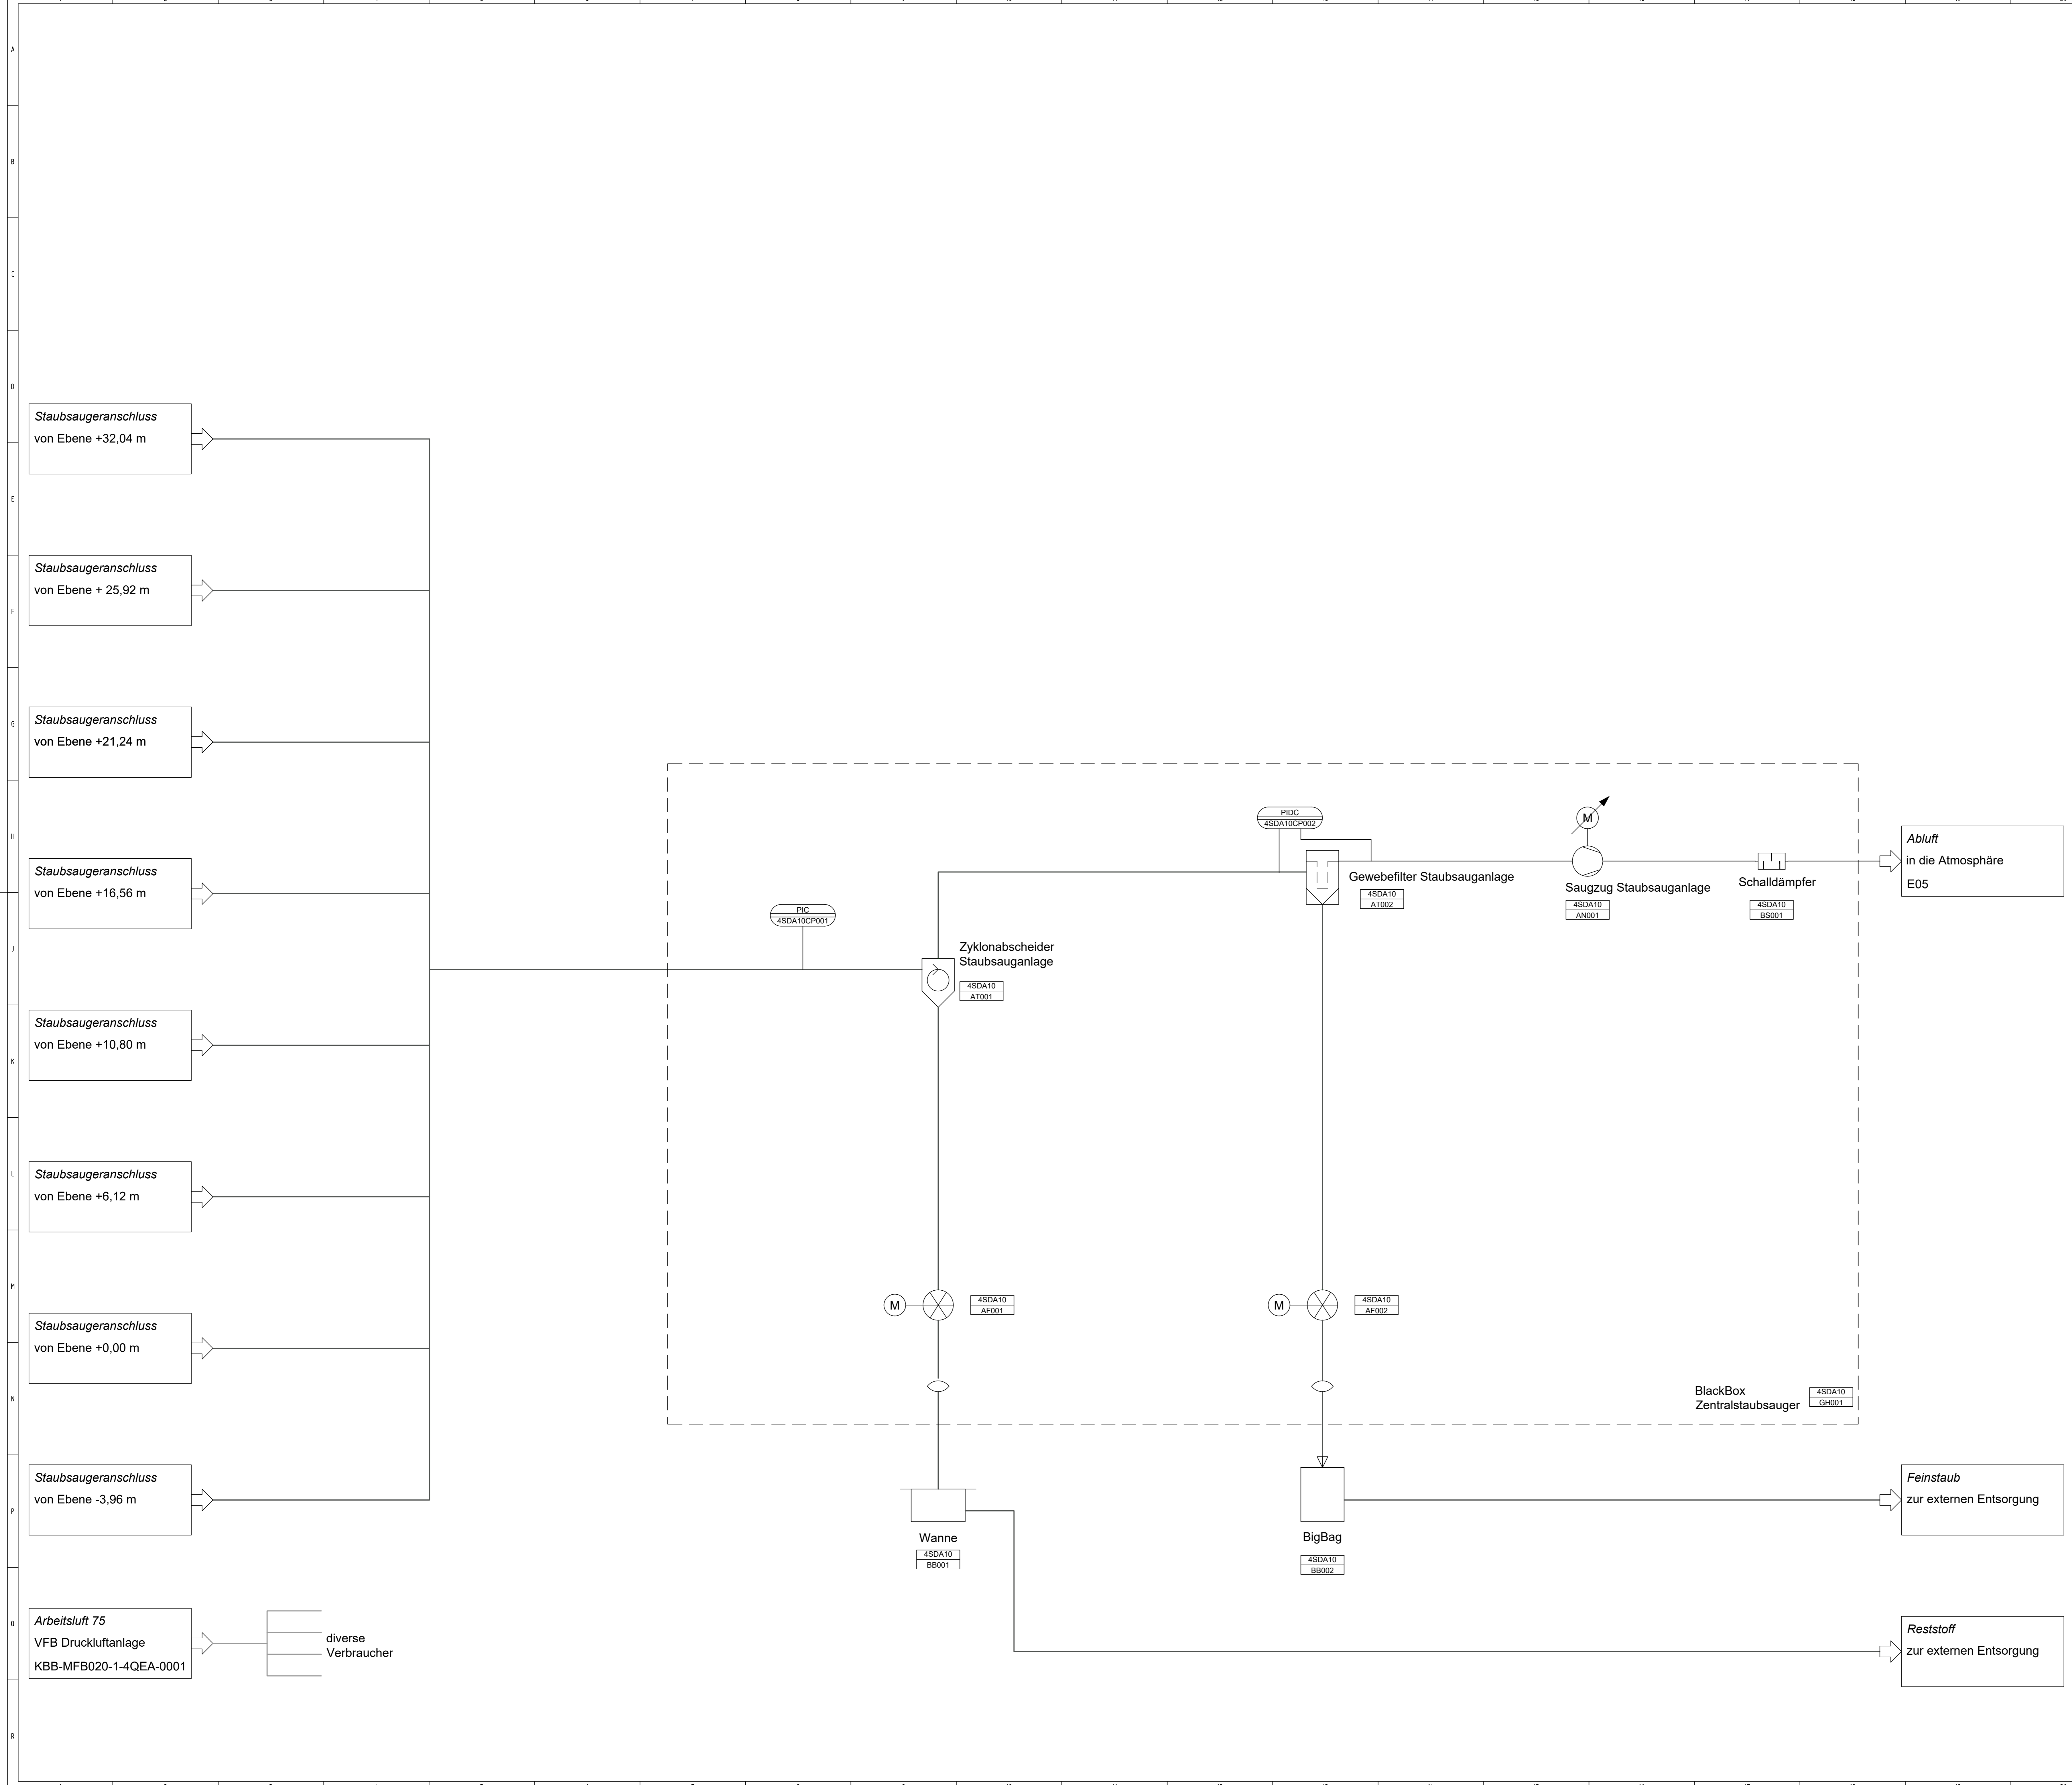 A
B
C
D
E
F
G
H
J
K
L
M
N
P
Q
R
Staubsaugeranschluss
von Ebene +32,04 m
Staubsaugeranschluss
von Ebene + 25,92 m
Staubsaugeranschluss
von Ebene +21,24 m
Staubsaugeranschluss
von Ebene +16,56 m
Staubsaugeranschluss
von Ebene +10,80 m
Staubsaugeranschluss
von Ebene +6,12 m
Staubsaugeranschluss
von Ebene +0,00 m
Staubsaugeranschluss
von Ebene -3,96 m
Arbeitsluft 75
VFB Druckluftanlage
KBB-MFB020-1-4QEA-0001
diverse
Verbraucher
PIC
4SDA10CP001
Zyklonabscheider
Staubsauganlage
4SDA10
AT001
PIDC
4SDA10CP002
Gewebefilter Staubsauganlage
4SDA10
AT002
M
Saugzug Staubsauganlage
4SDA10
AN001
Schalldämpfer
4SDA10
BS001
Abluft
in die Atmosphäre
E05
M
4SDA10
AF001
M
4SDA10
AF002
BlackBox
Zentralstaubsauger
4SDA10
GH001
Wanne
4SDA10
BB001
BigBag
4SDA10
BB002
Feinstaub
zur externen Entsorgung
Reststoff
zur externen Entsorgung